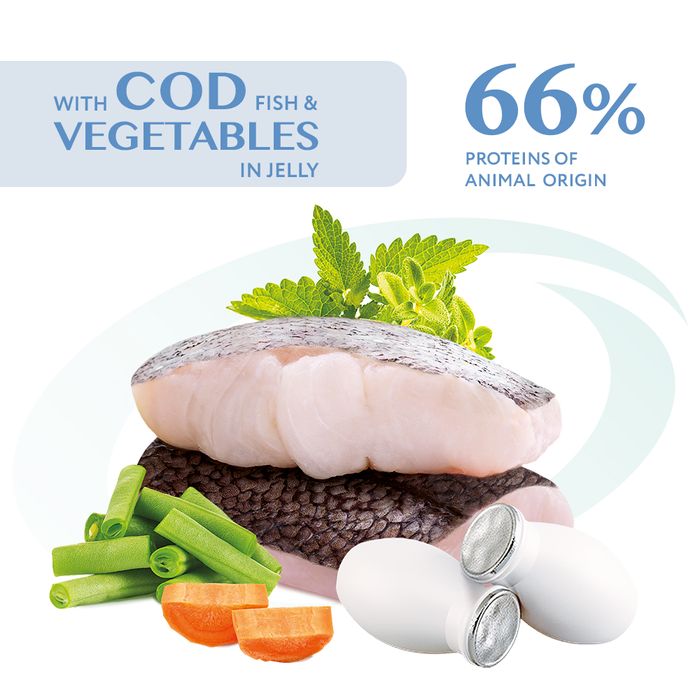 WITH COD FISH &
VEGETABLES
IN JELLY
66%
PROTEINS OF
ANIMAL ORIGIN